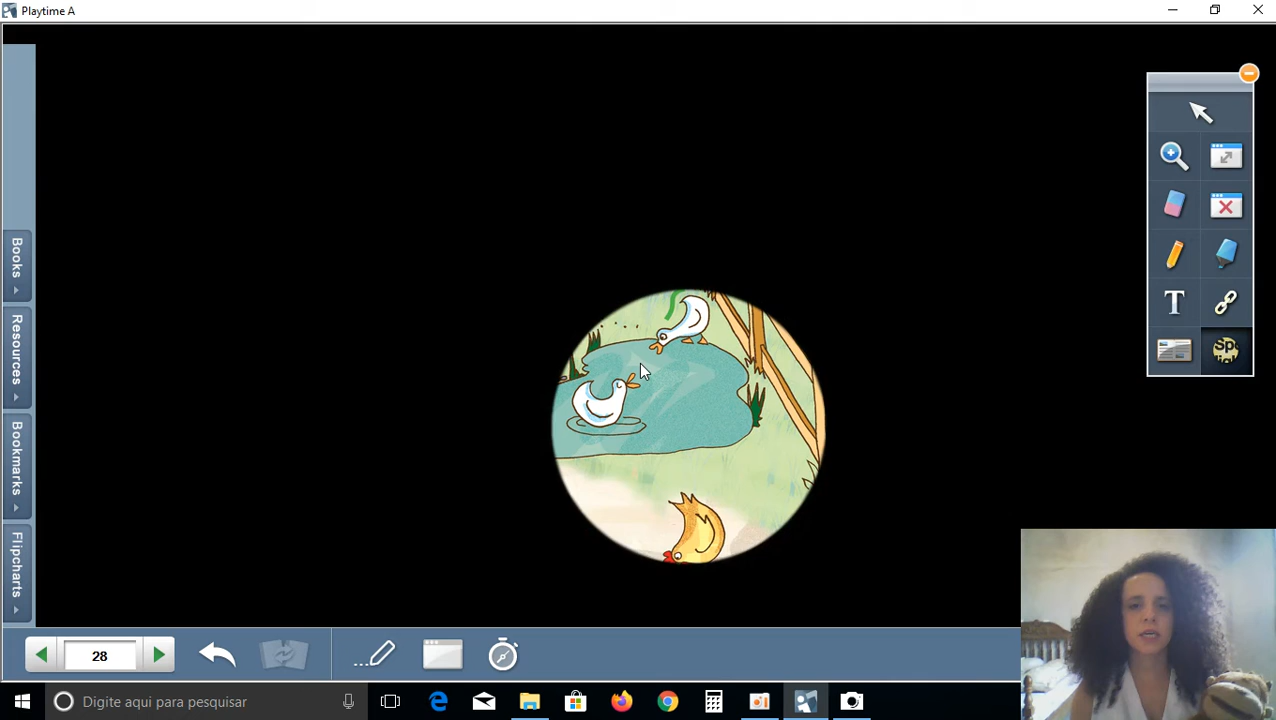 Playtime A
Books
Resources
Bookmarks
Flipcharts
T
28
Digite aqui para pesquisar